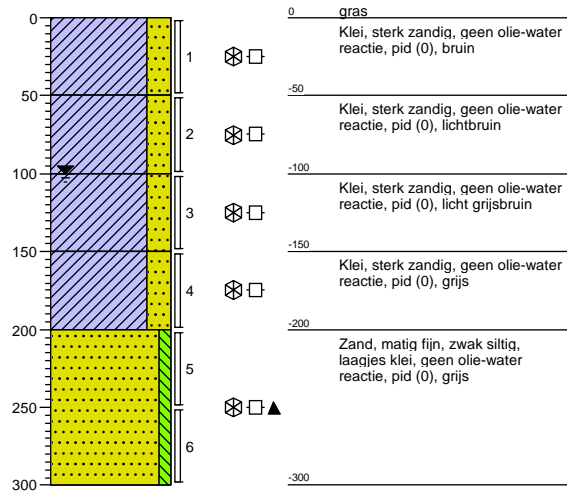 0
50
100
150
200
250
300
1
2
3
4
5
6
0
gras
Klei, sterk zandig, geen olie-water
reactie, pid (0), bruin
-50
Klei, sterk zandig, geen olie-water
reactie, pid (0), lichtbruin
-100
Klei, sterk zandig, geen olie-water
reactie, pid (0), licht grijsbruin
-150
Klei, sterk zandig, geen olie-water
reactie, pid (0), grijs
-200
Zand, matig fijn, zwak siltig,
laagjes klei, geen olie-water
reactie, pid (0), grijs
-300